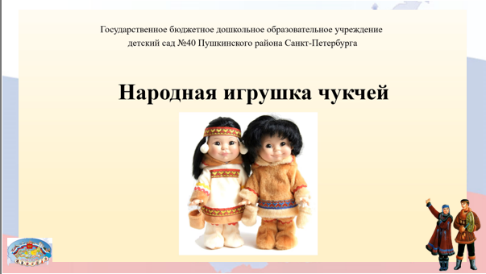 Государственное бюджетное дошкольное образовательное учреждение
детский сад №40 Пушкинского района Санкт-Петербурга
Народная игрушка чукчей